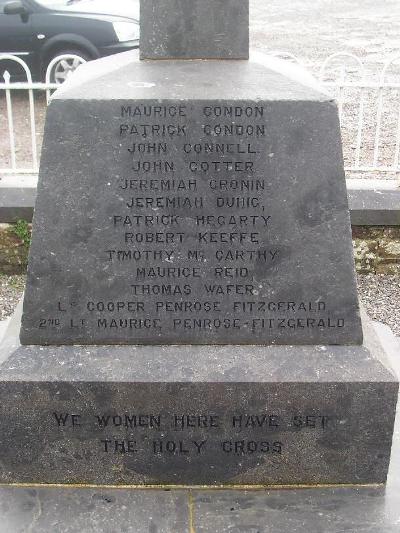 MAURICE CONDON
PATRICK CONDON
JOHN CONNELL
JOHN COTTER
JEREMIAH CRONIN
JEREMIAH DUHIG,
PATRICK HEGARTY
ROBERT KEEFFE
TIMOTHY Mc CARTHY
MAURICE REID
THOMAS WAFER
Lt COOPER PENROSE FITZGERALD
2ND Lt MAURICE PENROSE-FITZGERALD
WE WOMEN HERE HAVE SET
THE HOLY CROSS